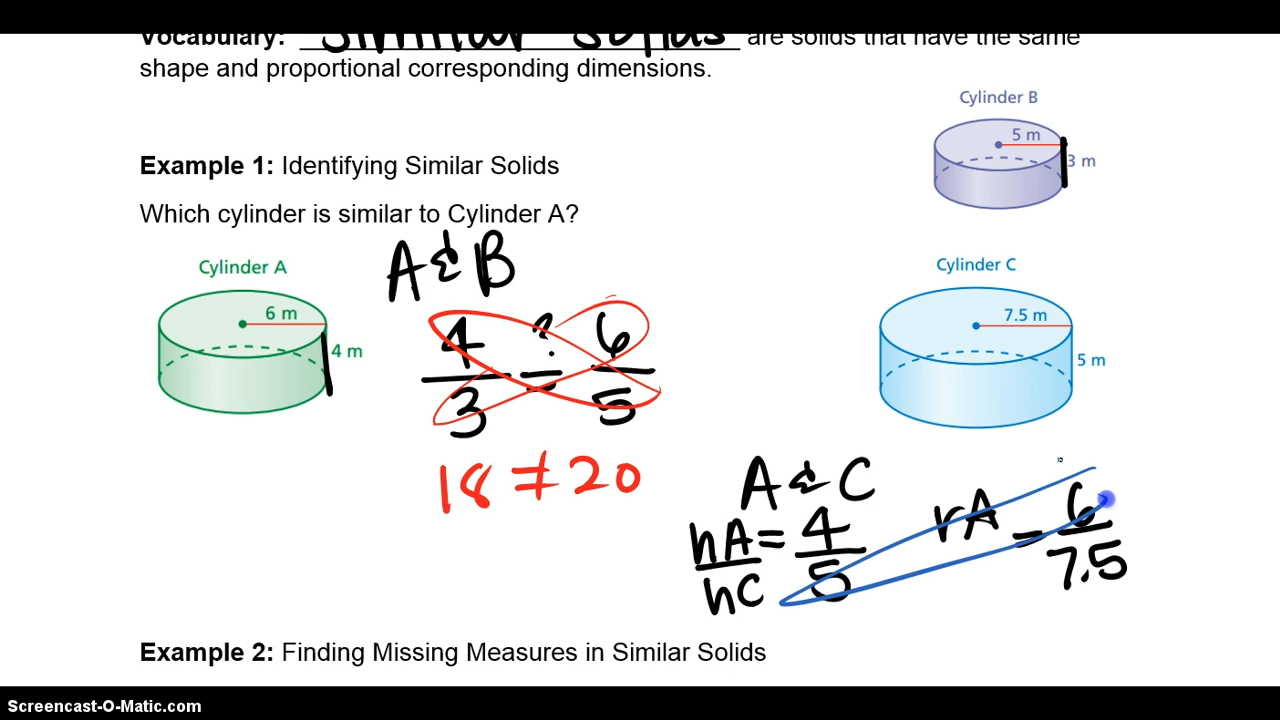 Vocabulary: similar solids are solids that have the same
shape and proportional corresponding dimensions.
Cylinder B
5 m
3 m
Example 1: Identifying Similar Solids
Which cylinder is similar to Cylinder A?
A & B
Cylinder A
6 m
4 m
4 ? 6
=
3 5
18 ≠ 20
Cylinder C
7.5 m
5 m
A & C
hA = 4 rA = 6
hC 5 7.5
Example 2: Finding Missing Measures in Similar Solids
Screencast-O-Matic.com